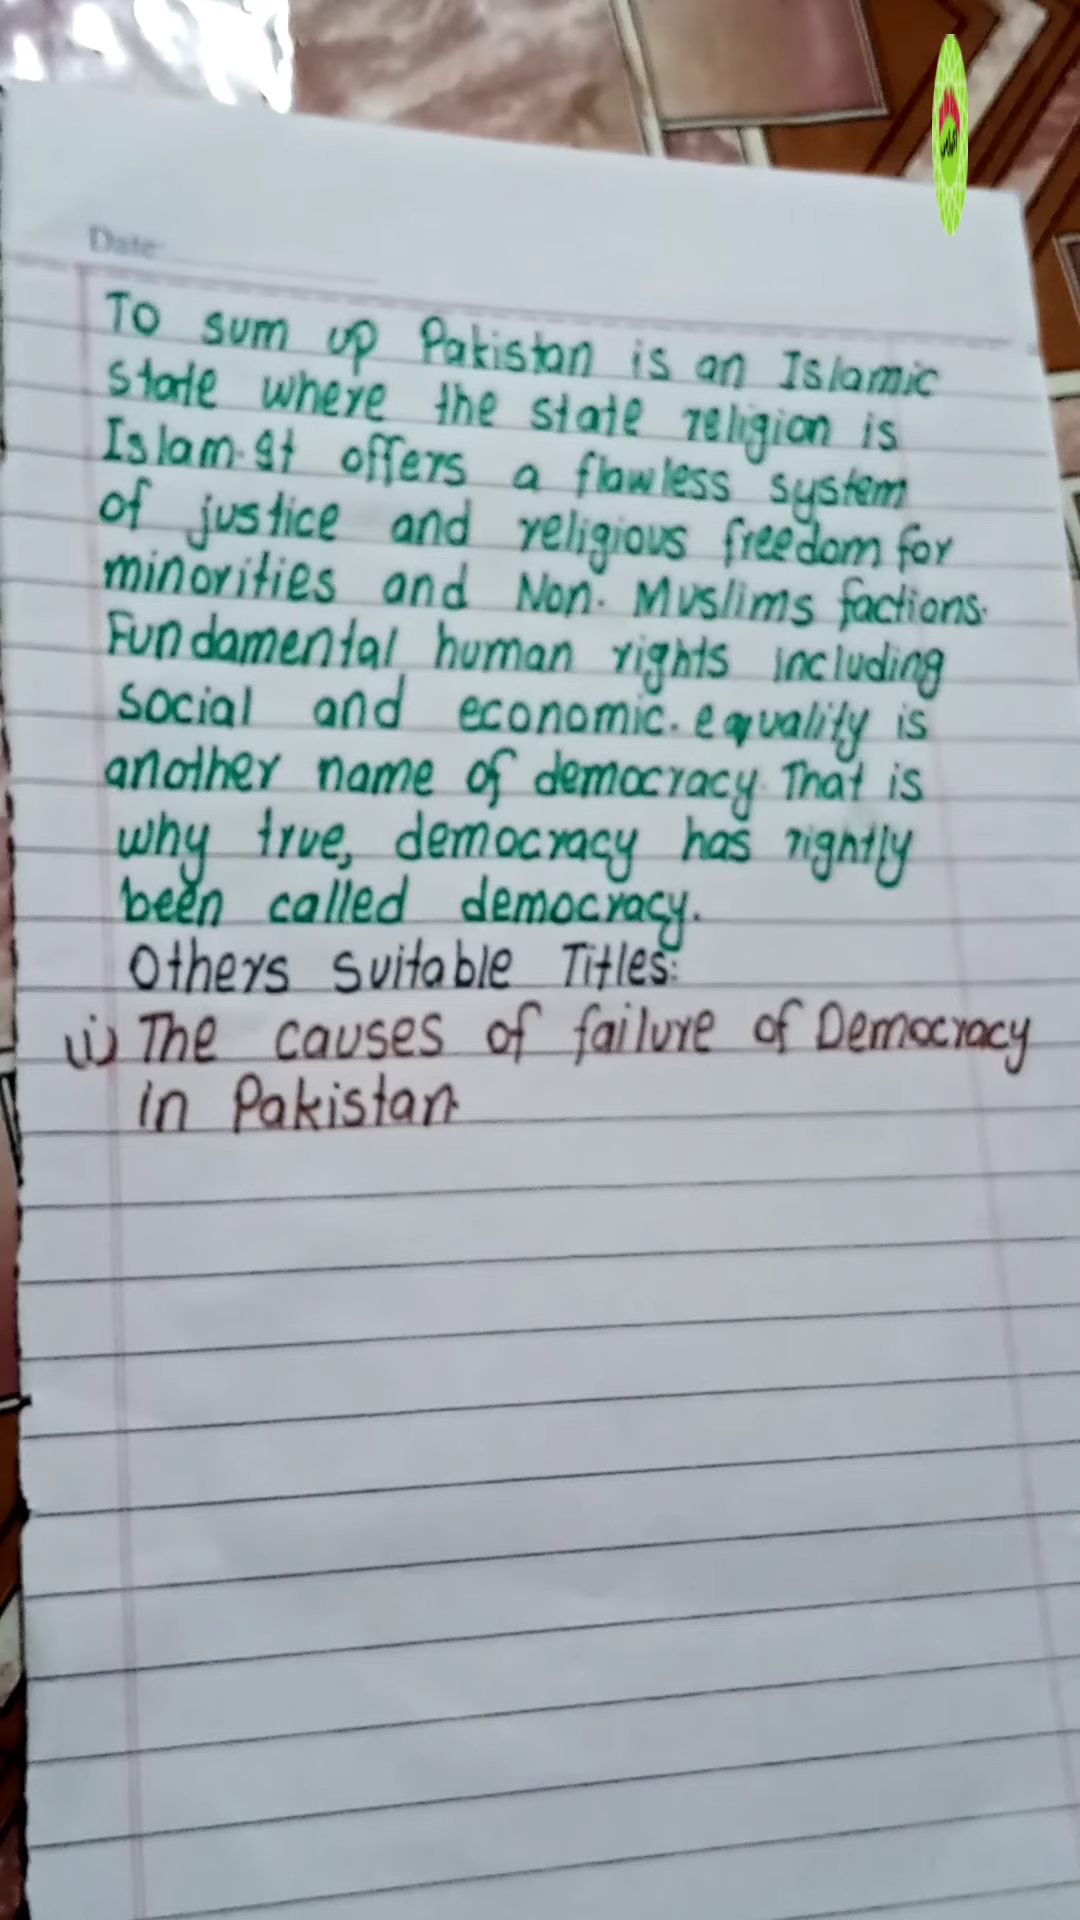 Date
To sum up Pakistan is an Islamic
state where the state religion is
Islam. It offers a flawless system
of justice and religious freedom for
minorities and Non. Muslims factions.
Fundamental human rights including
social and economic. equality is
another name of democracy. That is
why true, democracy has rightly
been called democracy.
Others Suitable Titles:
(i) The causes of failure of Democracy
in Pakistan.